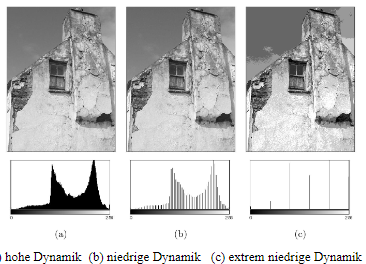 0 255 0 255 0 255
(a) (b) (c)
) hohe Dynamik (b) niedrige Dynamik (c) extrem niedrige Dynamik